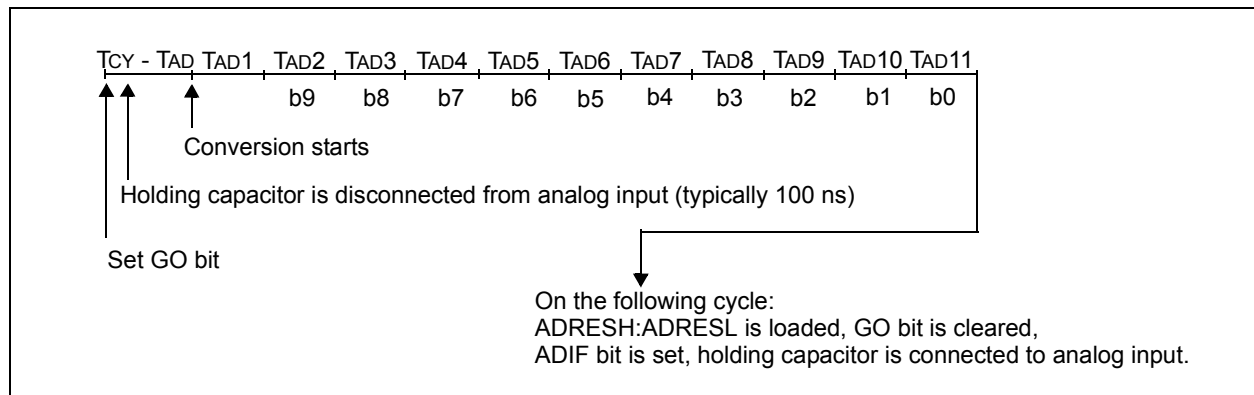 TCY - TAD TAD1 TAD2 TAD3 TAD4 TAD5 TAD6 TAD7 TAD8 TAD9 TAD10 TAD11
b9 b8 b7 b6 b5 b4 b3 b2 b1 b0
Conversion starts
Holding capacitor is disconnected from analog input (typically 100 ns)
Set GO bit
On the following cycle:
ADRESH:ADRESL is loaded, GO bit is cleared,
ADIF bit is set, holding capacitor is connected to analog input.